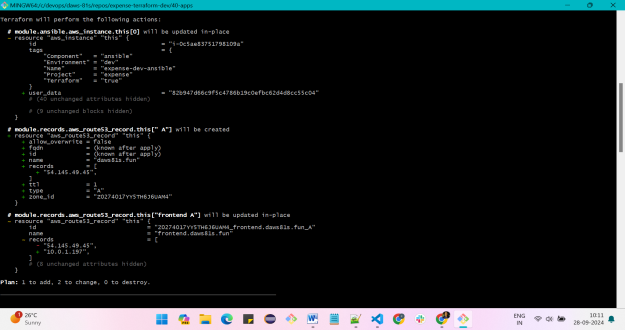 MINGW64:/c/devops/daws-81s/repos/expense-terraform-dev/40-apps
Terraform will perform the following actions:
# module.ansible.aws_instance.this[0] will be updated in-place
~ resource "aws_instance" "this" {
id = "i-0c5ae83751798109a"
tags = {
"Component" = "ansible"
"Environment" = "dev"
"Name" = "expense-dev-ansible"
"Project" = "expense"
"Terraform" = "true"
}
+ user_data = "82b947d66c9f5c4786b19c0efbc62d4d8cc55c04"
# (40 unchanged attributes hidden)
# (9 unchanged blocks hidden)
}
# module.records.aws_route53_record.this[" A"] will be created
+ resource "aws_route53_record" "this" {
+ allow_overwrite = false
+ fqdn = (known after apply)
+ id = (known after apply)
+ name = "daws81s.fun"
+ records = [
+ "54.145.49.45",
]
+ ttl = 1
+ type = "A"
+ zone_id = "Z0274017YY5TH6J6UAM4"
}
# module.records.aws_route53_record.this["frontend A"] will be updated in-place
~ resource "aws_route53_record" "this" {
id = "Z0274017YY5TH6J6UAM4_frontend.daws81s.fun_A"
name = "frontend.daws81s.fun"
~ records = [
- "54.145.49.45",
+ "10.0.1.197",
]
# (6 unchanged attributes hidden)
}
Plan: 1 to add, 2 to change, 0 to destroy.
26°C
Sunny
ENG
IN
10:11
28-09-2024